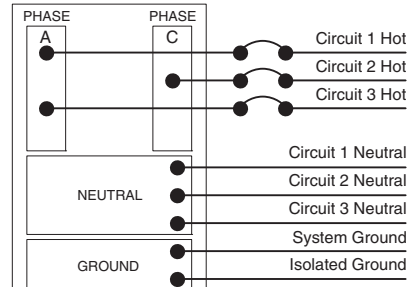 PHASE PHASE
A C
Circuit 1 Hot
Circuit 2 Hot
Circuit 3 Hot
Circuit 1 Neutral
Circuit 2 Neutral
Circuit 3 Neutral
NEUTRAL
System Ground
Isolated Ground
GROUND